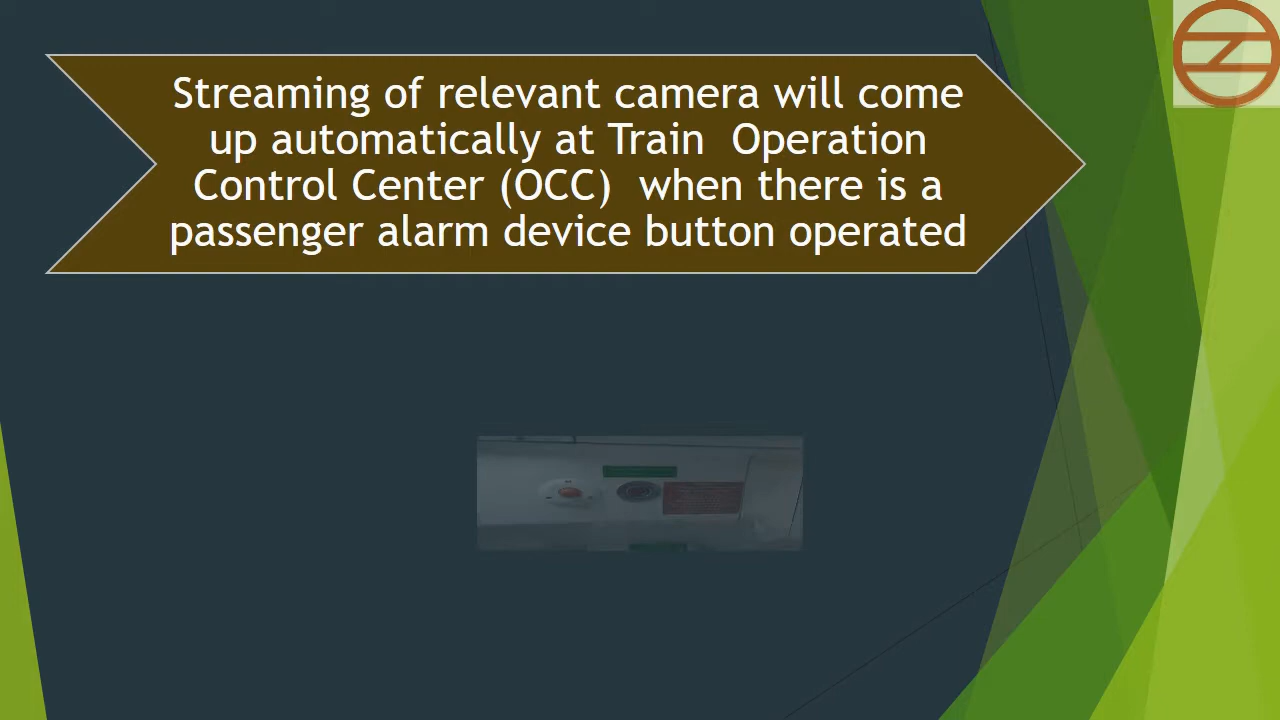 Streaming of relevant camera will come
up automatically at Train  Operation
Control Center (OCC)  when there is a
passenger alarm device button operated